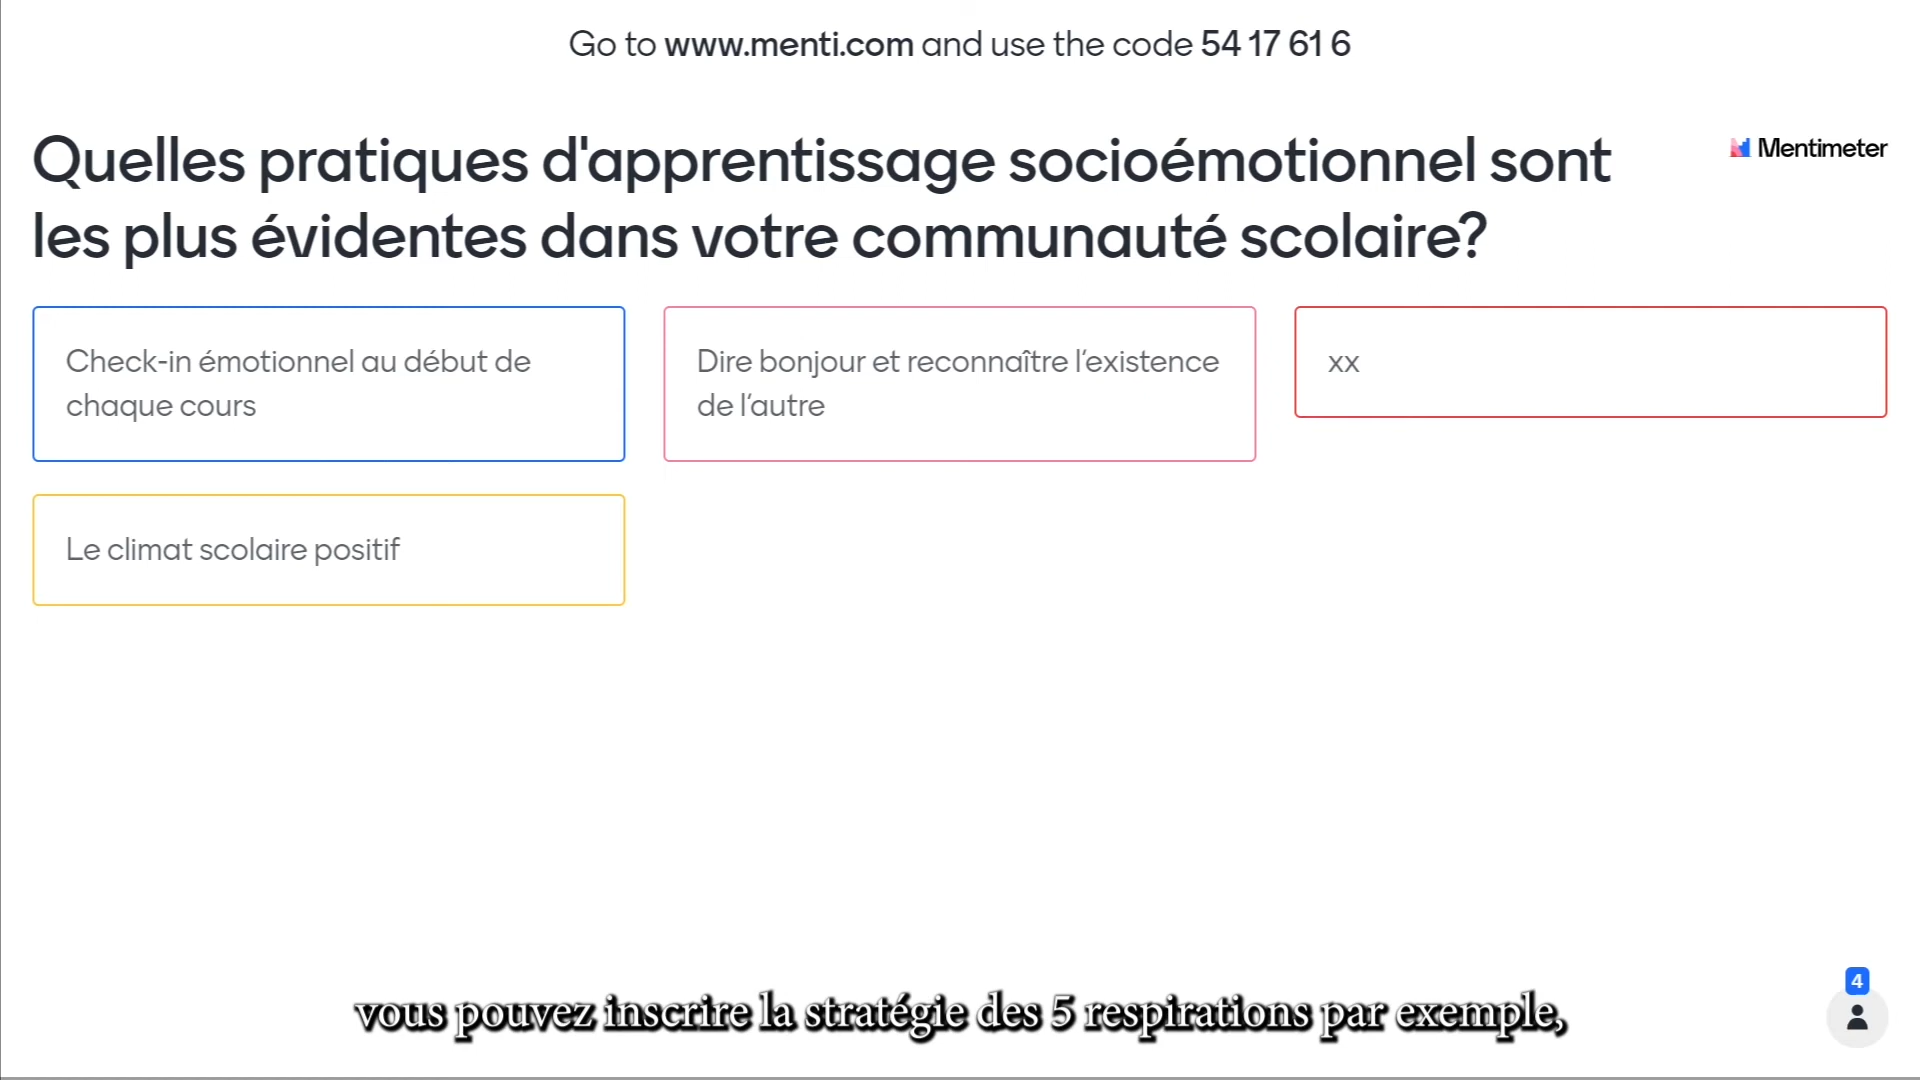 Go to www.menti.com and use the code 54 17 61 6
Quelles pratiques d'apprentissage socioémotionnel sont
les plus évidentes dans votre communauté scolaire?
Mentimeter
Check-in émotionnel au début de
chaque cours
Dire bonjour et reconnaître l’existence
de l’autre
xx
Le climat scolaire positif
vous pouvez inscrire la stratégie des 5 respirations par exemple,
4